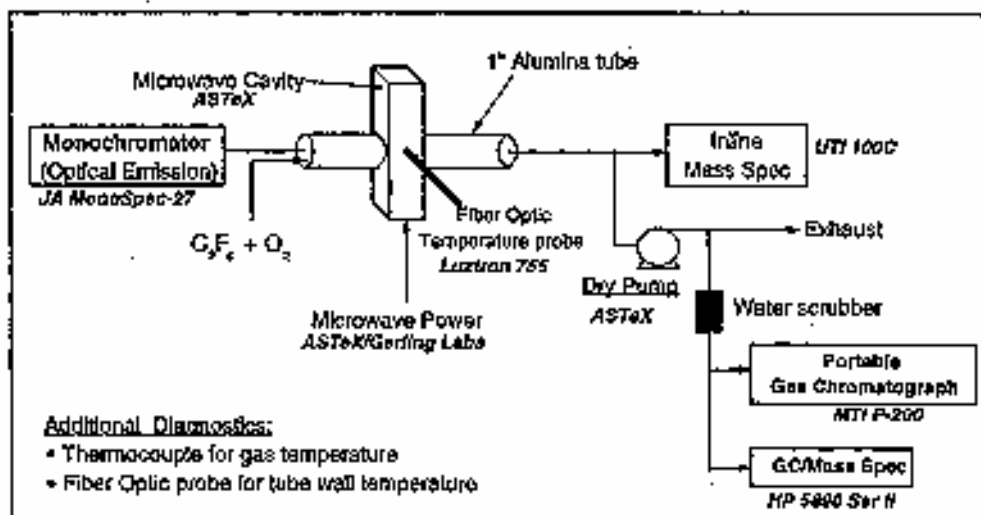 1" Alumina tube
Microwave Cavity
ASTeX
Monochromator
(Optical Emission)
JA MonoSpec-27
Inline
Mass Spec
UTI 100C
Fiber Optic
Temperature probe
Luxtron 755
+ O2
Exhaust
Dry Pump
ASTeX
Water scrubber
Microwave Power
ASTeX/Gerling Labs
Portable
Gas Chromatograph
MTI P-200
Additional Diagnostics:
• Thermocouple for gas temperature
• Fiber Optic probe for tube wall temperature
GC/Mass Spec
HP 5890 Ser II